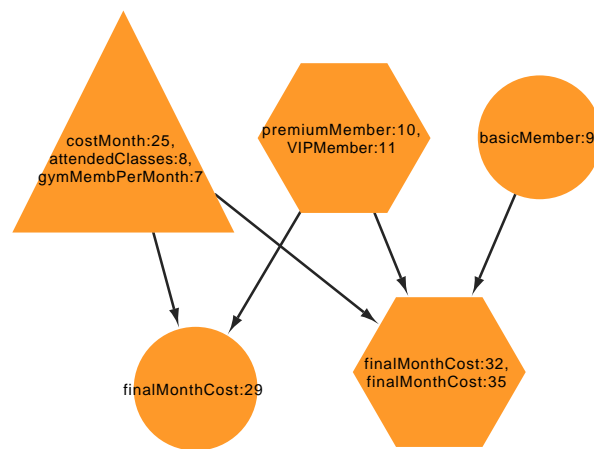 costMonth:25,
attendedClasses:8,
gymMembPerMonth:7
premiumMember:10,
VIPMember:11
basicMember:9
finalMonthCost:29
finalMonthCost:32,
finalMonthCost:35